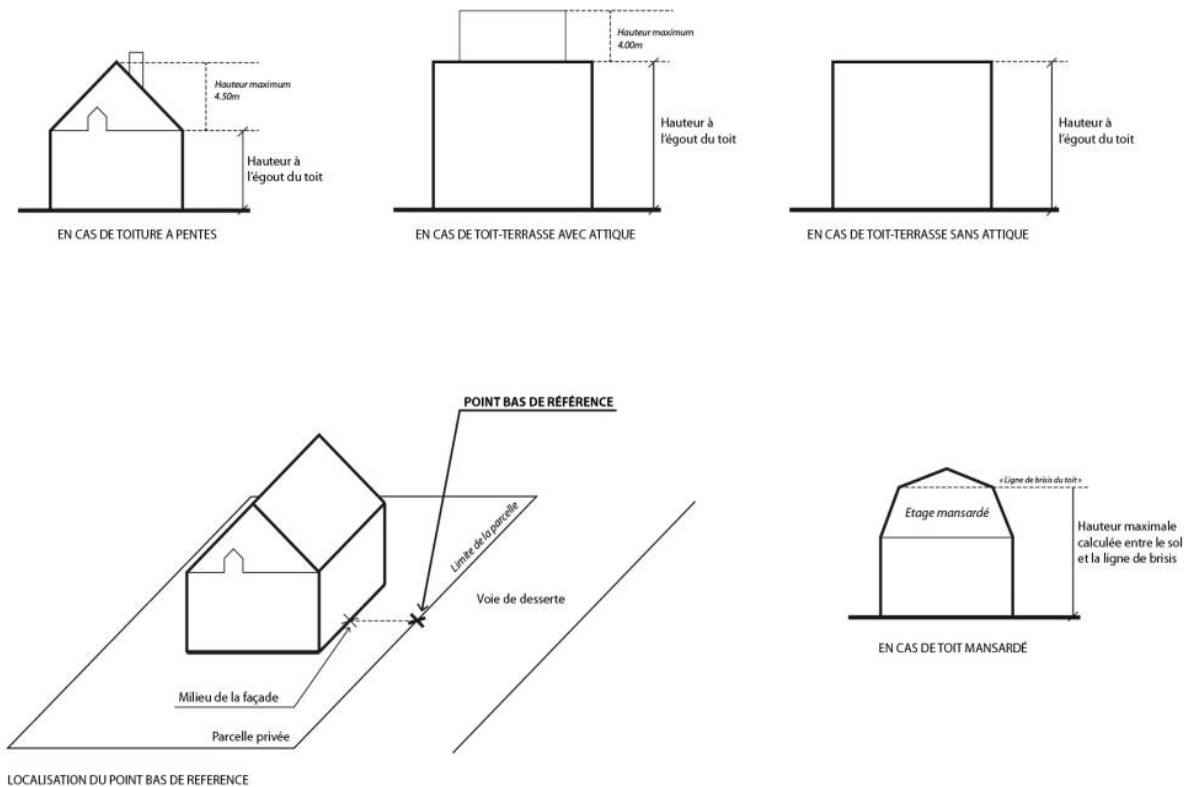 Hauteur maximum
4.50m
Hauteur à
l'égout du toit
EN CAS DE TOITURE A PENTES
Hauteur maximum
4.00m
Hauteur à
l'égout du toit
EN CAS DE TOIT-TERRASSE AVEC ATTIQUE
Hauteur à
l'égout du toit
EN CAS DE TOIT-TERRASSE SANS ATTIQUE
POINT BAS DE RÉFÉRENCE
Limite de la parcelle
Voie de desserte
Milieu de la façade
Parcelle privée
LOCALISATION DU POINT BAS DE REFERENCE
« Ligne de brisis du toit »
Etage mansardé
Hauteur maximale
calculée entre le sol
et la ligne de brisis
EN CAS DE TOIT MANSARDÉ